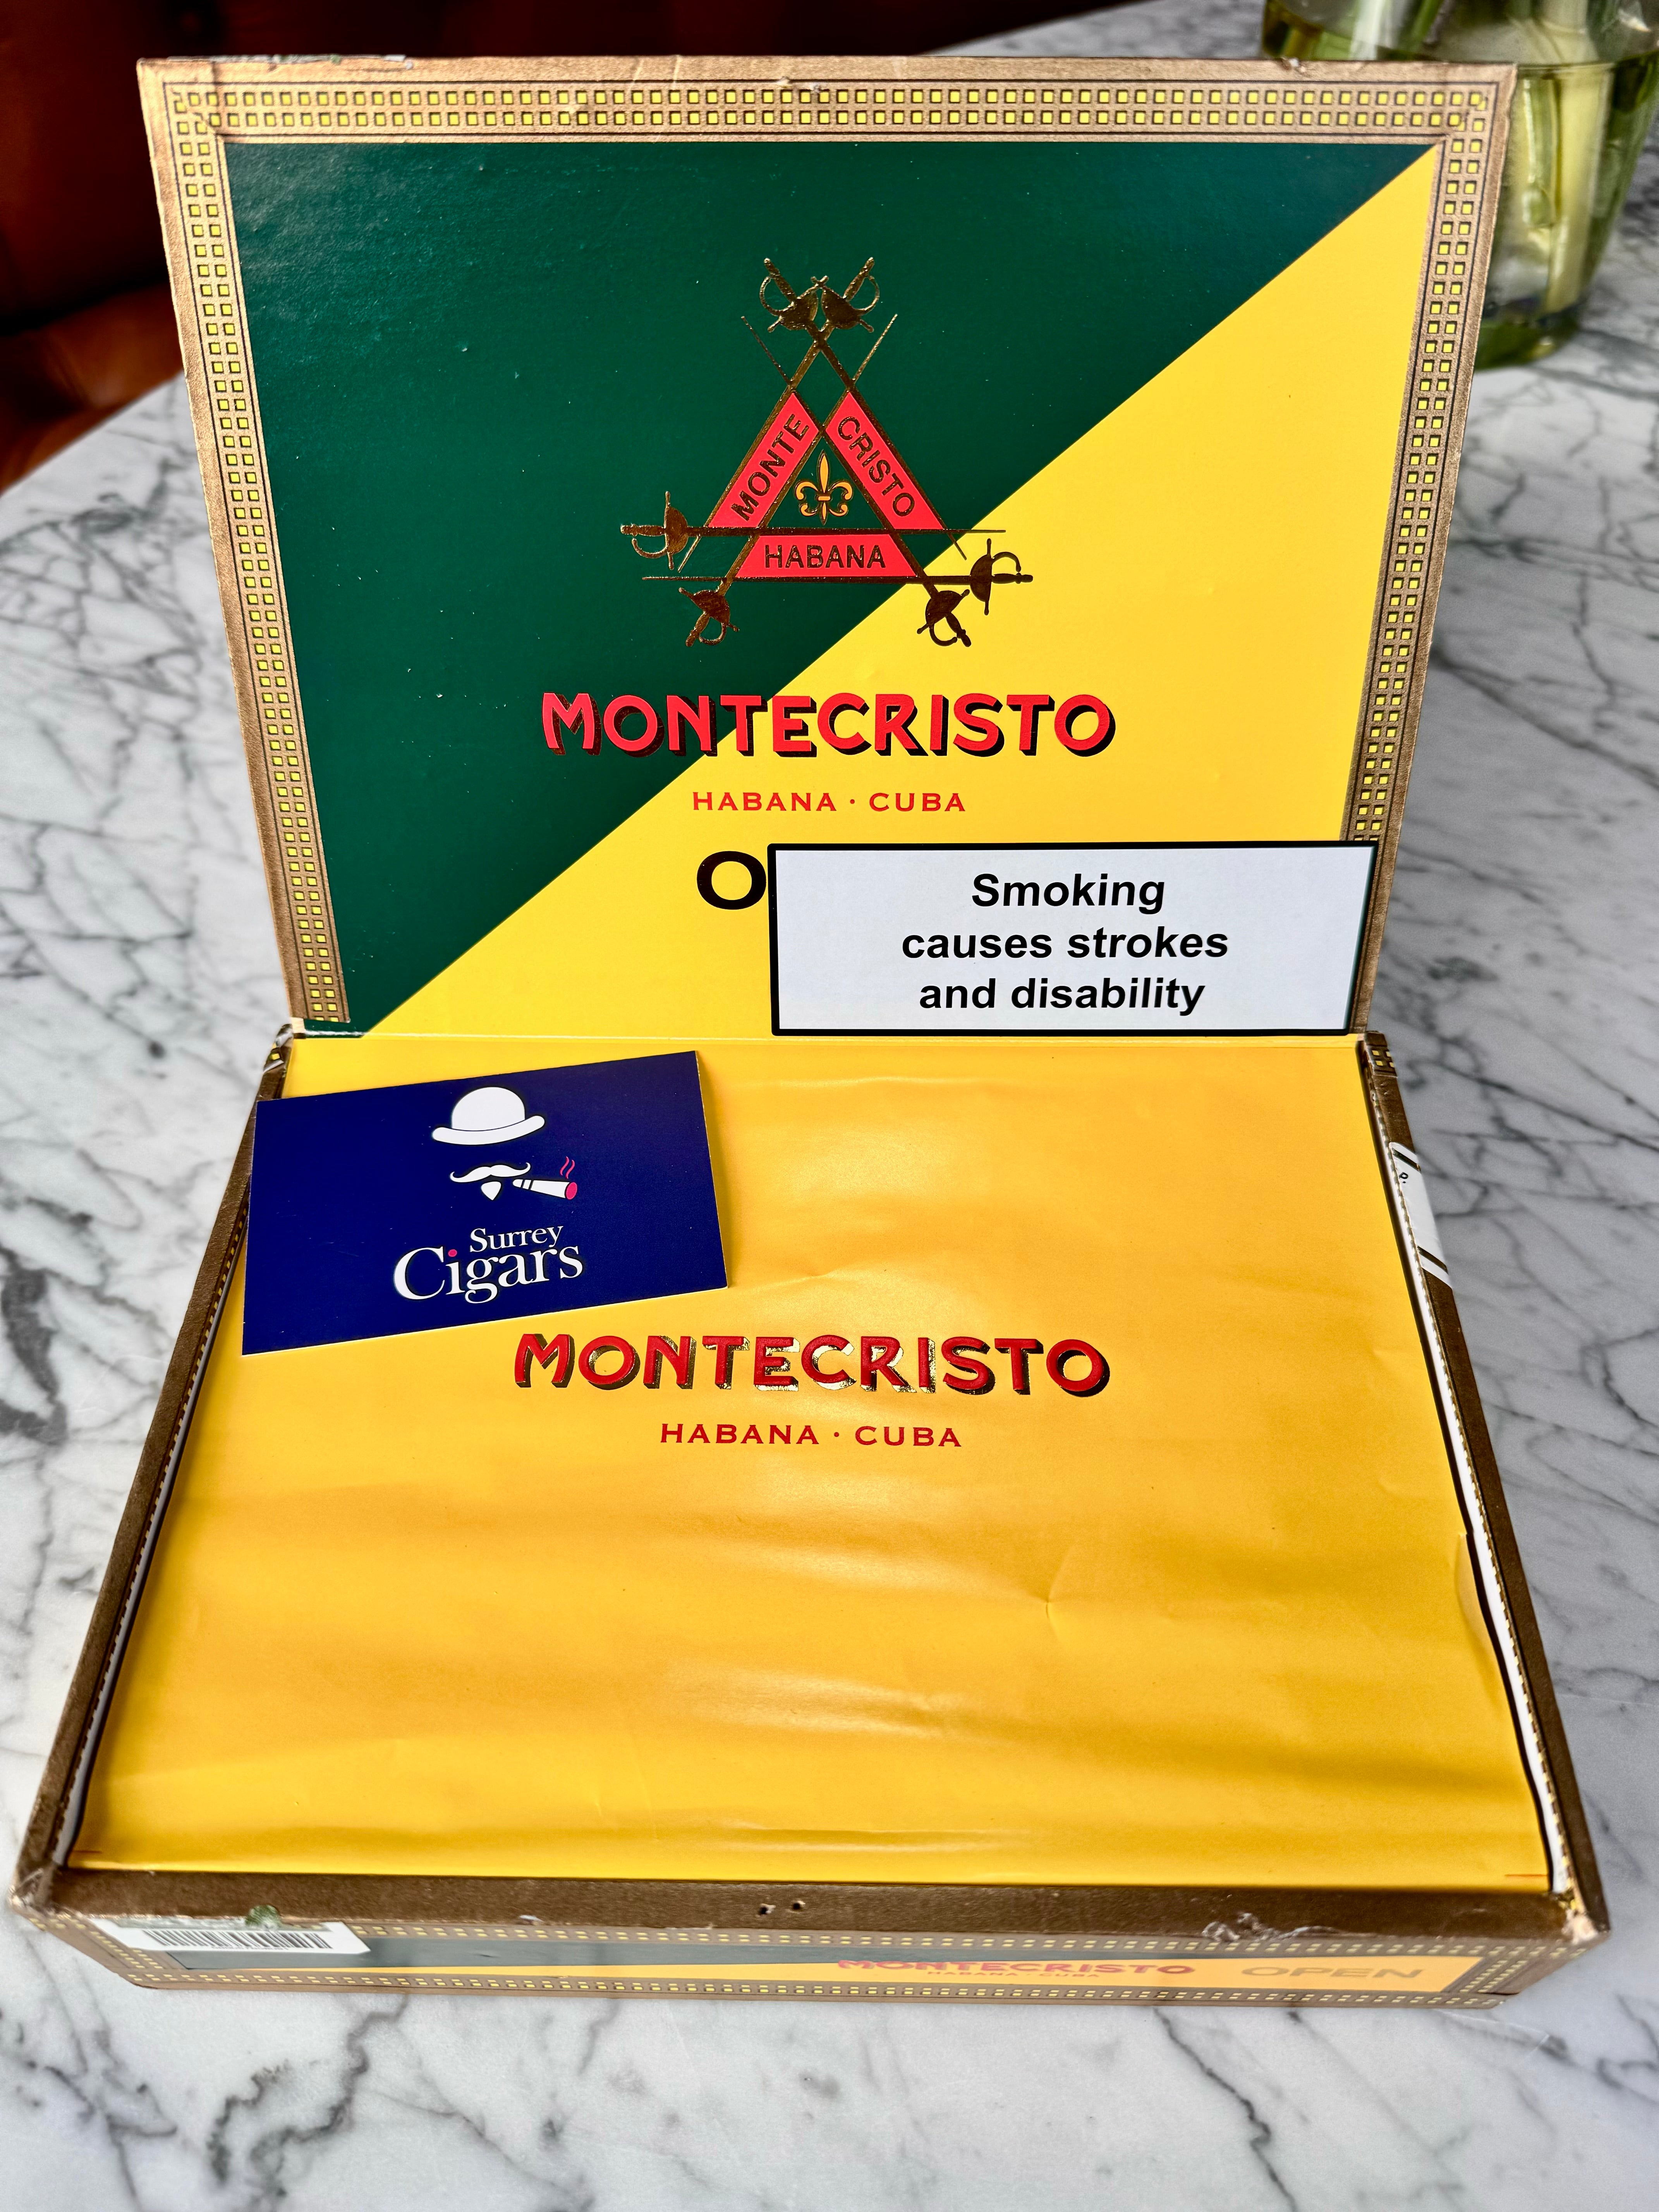 MONTE
CRISTO
HABANA
MONTECRISTO
HABANA · CUBA
O
Smoking
causes strokes
and disability
Surrey
Cigars
MONTECRISTO
HABANA · CUBA
MONTECRISTO
HABANA · CUBA
OPEN